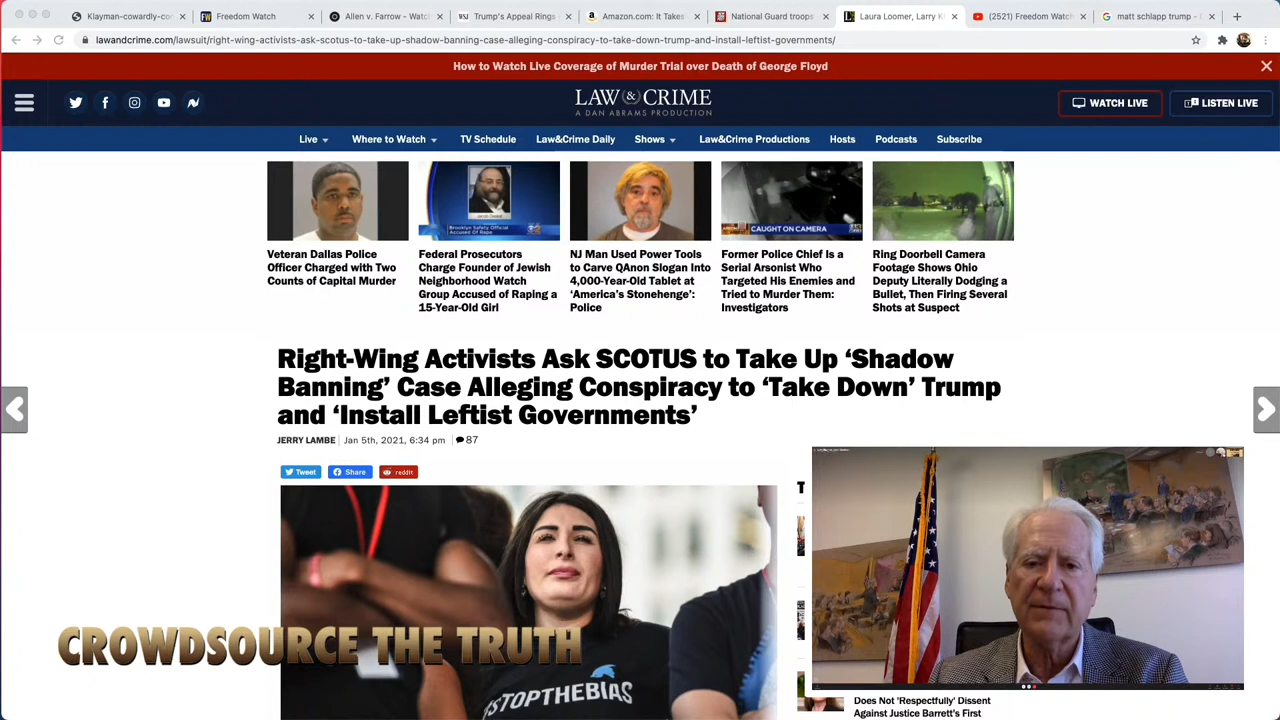 Klayman-cowardly-co
Freedom Watch
Allen v. Farrow – Watc
Trump's Appeal Rings
Amazon.com: It Takes
National Guard troops
Laura Loomer, Larry K
(2521) Freedom Watch
matt schlapp trump - G
lawandcrime.com/lawsuit/right-wing-activists-ask-scotus-to-take-up-shadow-banning-case-alleging-conspiracy-to-take-down-trump-and-install-leftist-governments/
How to Watch Live Coverage of Murder Trial over Death of George Floyd
LAW & CRIME
A DAN ABRAMS PRODUCTION
WATCH LIVE
LISTEN LIVE
Live
Where to Watch
TV Schedule
Law&Crime Daily
Shows
Law&Crime Productions
Hosts
Podcasts
Subscribe
Brooklyn Safety Official
Accused Of Rape
CAUGHT ON CAMERA
Veteran Dallas Police
Officer Charged with Two
Counts of Capital Murder
Federal Prosecutors
Charge Founder of Jewish
Neighborhood Watch
Group Accused of Raping a
15-Year-Old Girl
NJ Man Used Power Tools
to Carve QAnon Slogan Into
4,000-Year-Old Tablet at
‘America’s Stonehenge’:
Police
Former Police Chief Is a
Serial Arsonist Who
Targeted His Enemies and
Tried to Murder Them:
Investigators
Ring Doorbell Camera
Footage Shows Ohio
Deputy Literally Dodging a
Bullet, Then Firing Several
Shots at Suspect
Right-Wing Activists Ask SCOTUS to Take Up ‘Shadow
Banning’ Case Alleging Conspiracy to ‘Take Down’ Trump
and ‘Install Leftist Governments’
JERRY LAMBE
Jan 5th, 2021, 6:34 pm
87
Tweet
Share
reddit
T
CROWDSOURCE THE TRUTH
STOPTHEBIAS
Does Not 'Respectfully' Dissent
Against Justice Barrett's First